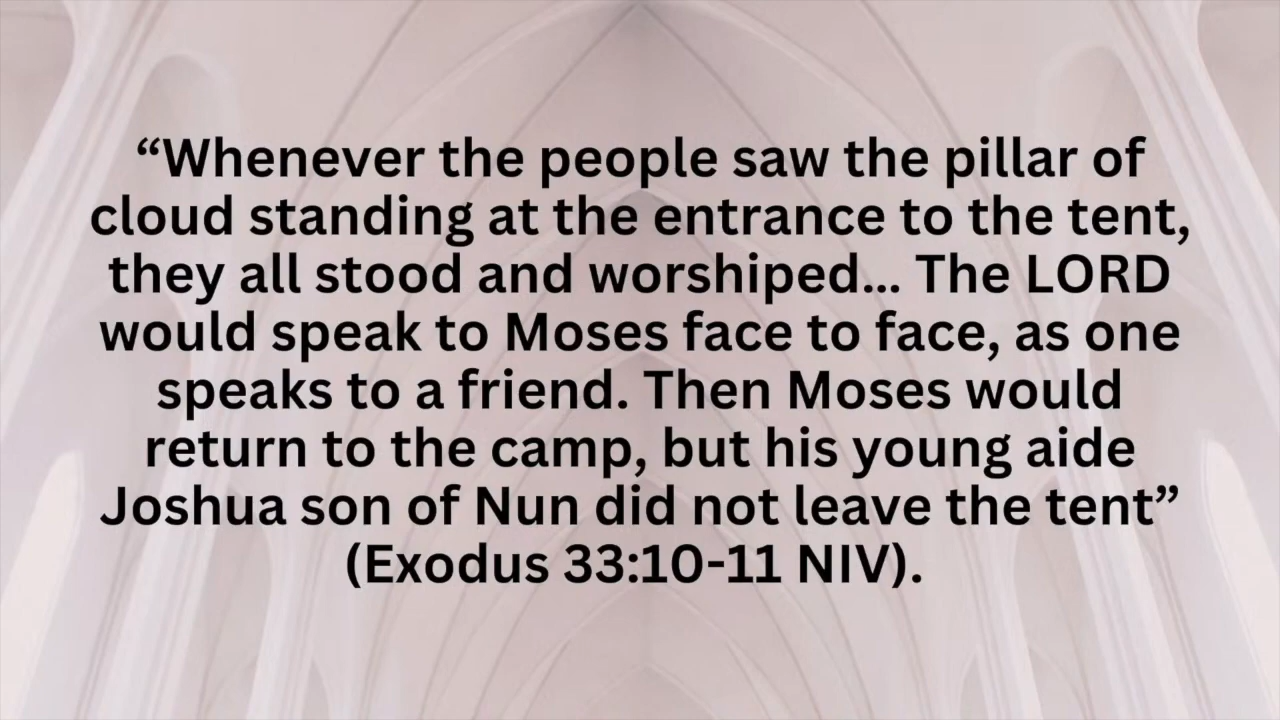 “Whenever the people saw the pillar of
cloud standing at the entrance to the tent,
they all stood and worshiped... The LORD
would speak to Moses face to face, as one
speaks to a friend. Then Moses would
return to the camp, but his young aide
Joshua son of Nun did not leave the tent”
(Exodus 33:10-11 NIV).